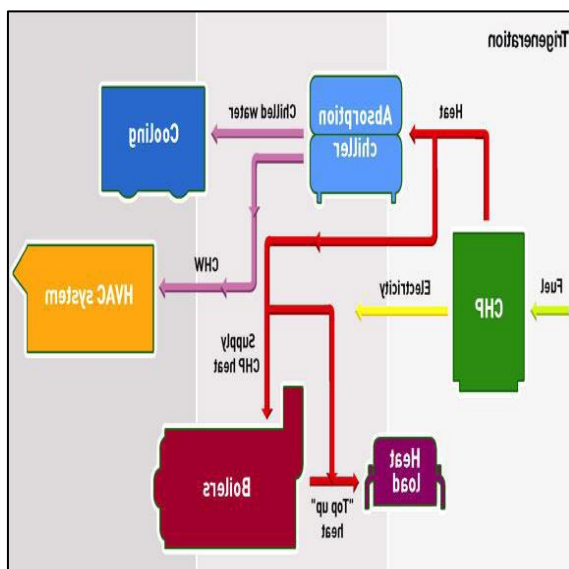 Trigeneration
Heat
Absorption
chiller
Chilled water
Cooling
CHW
HVAC system
Fuel
CHP
Electricity
Supply
CHP heat
Boilers
"Top up"
heat
Heat
load